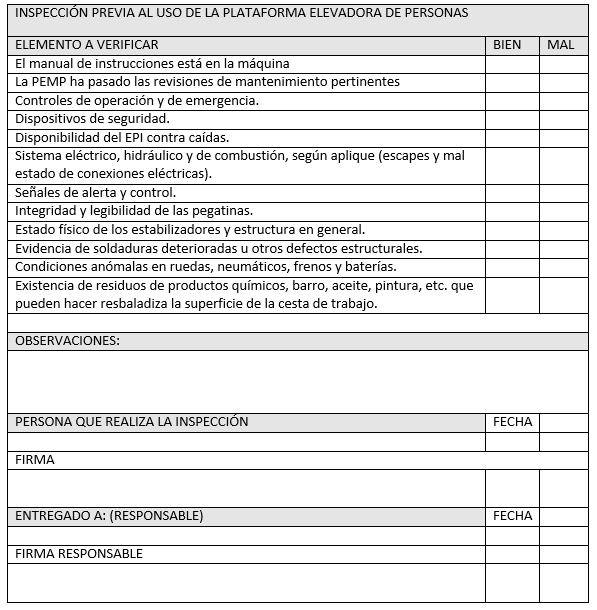 INSPECCIÓN PREVIA AL USO DE LA PLATAFORMA ELEVADORA DE PERSONAS
ELEMENTO A VERIFICAR BIEN MAL
El manual de instrucciones está en la máquina
La PEMP ha pasado las revisiones de mantenimiento pertinentes
Controles de operación y de emergencia.
Dispositivos de seguridad.
Disponibilidad del EPI contra caídas.
Sistema eléctrico, hidráulico y de combustión, según aplique (escapes y mal
estado de conexiones eléctricas).
Señales de alerta y control.
Integridad y legibilidad de las pegatinas.
Estado físico de los estabilizadores y estructura en general.
Evidencia de soldaduras deterioradas u otros defectos estructurales.
Condiciones anómalas en ruedas, neumáticos, frenos y baterías.
Existencia de residuos de productos químicos, barro, aceite, pintura, etc. que
pueden hacer resbaladiza la superficie de la cesta de trabajo.
OBSERVACIONES:
PERSONA QUE REALIZA LA INSPECCIÓN FECHA
FIRMA
ENTREGADO A: (RESPONSABLE) FECHA
FIRMA RESPONSABLE